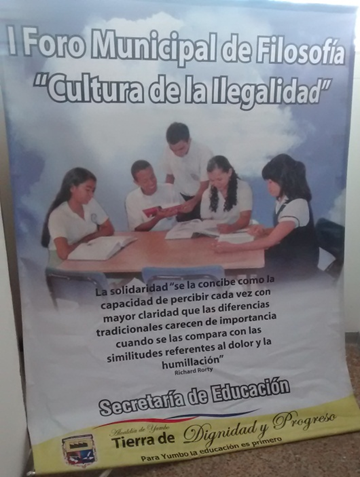 I Foro Municipal de Filosofía
"Cultura de la Ilegalidad"
La solidaridad "se la concibe como la
capacidad de percibir cada vez con
mayor claridad que las diferencias
tradicionales carecen de importancia
cuando se las compara con las
similitudes referentes al dolor y la
humillación"
Richard Rorty
Secretaría de Educación
Alcaldía de Yumbo
Tierra de Dignidad y Progreso
Para Yumbo la educación es primero